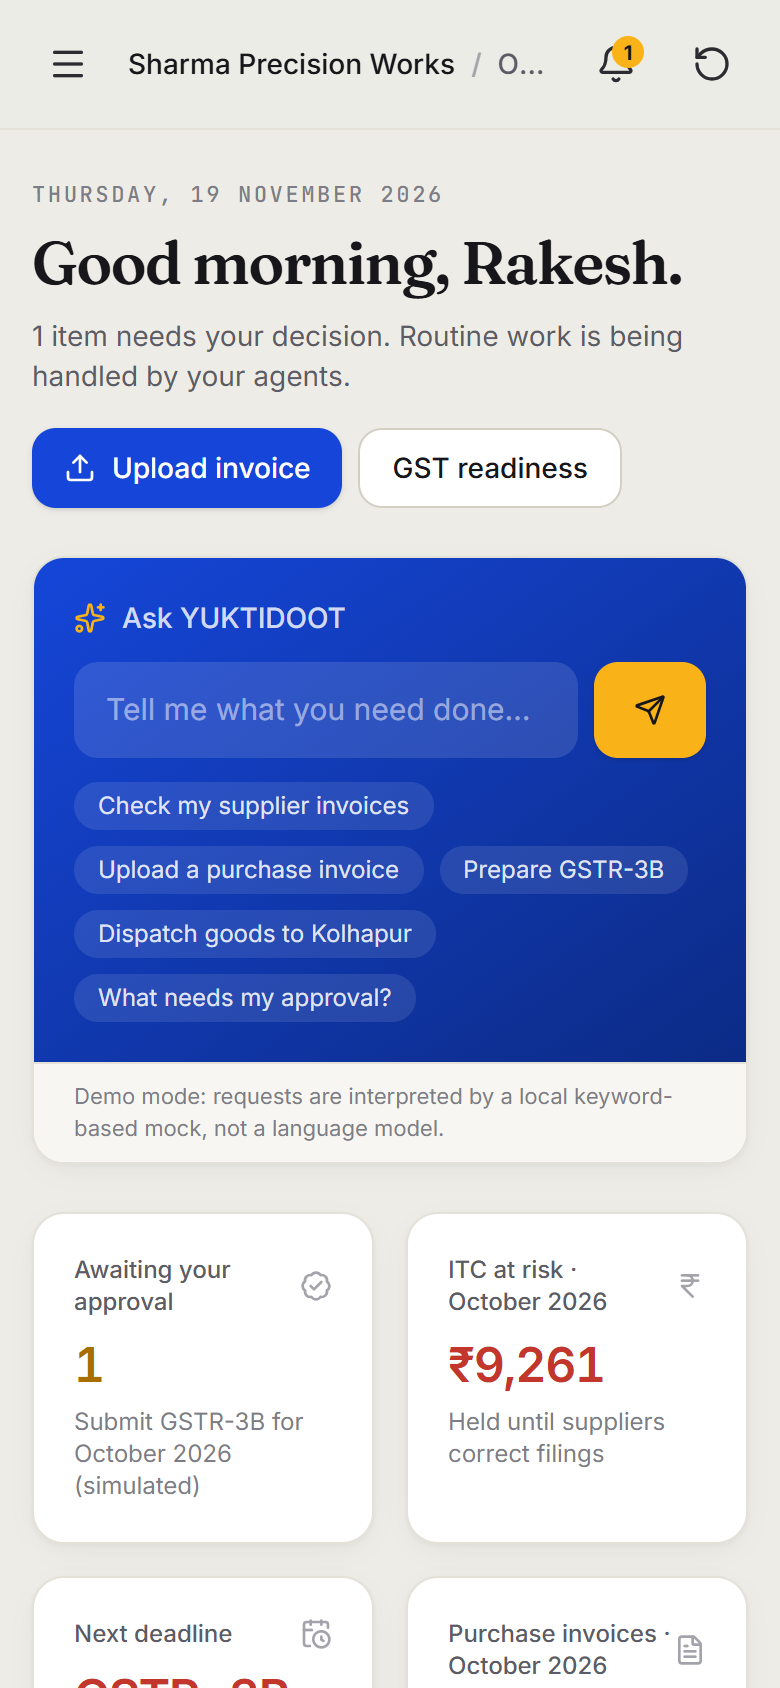 Sharma Precision Works / O...
1
THURSDAY, 19 NOVEMBER 2026
Good morning, Rakesh.
1 item needs your decision. Routine work is being
handled by your agents.
Upload invoice
GST readiness
Ask YUKTIDOOT
Tell me what you need done...
Check my supplier invoices
Upload a purchase invoice
Prepare GSTR-3B
Dispatch goods to Kolhapur
What needs my approval?
Demo mode: requests are interpreted by a local keyword-
based mock, not a language model.
Awaiting your
approval
1
Submit GSTR-3B for
October 2026
(simulated)
ITC at risk ·
October 2026
₹
₹9,261
Held until suppliers
correct filings
Next deadline
Purchase invoices ·
October 2026